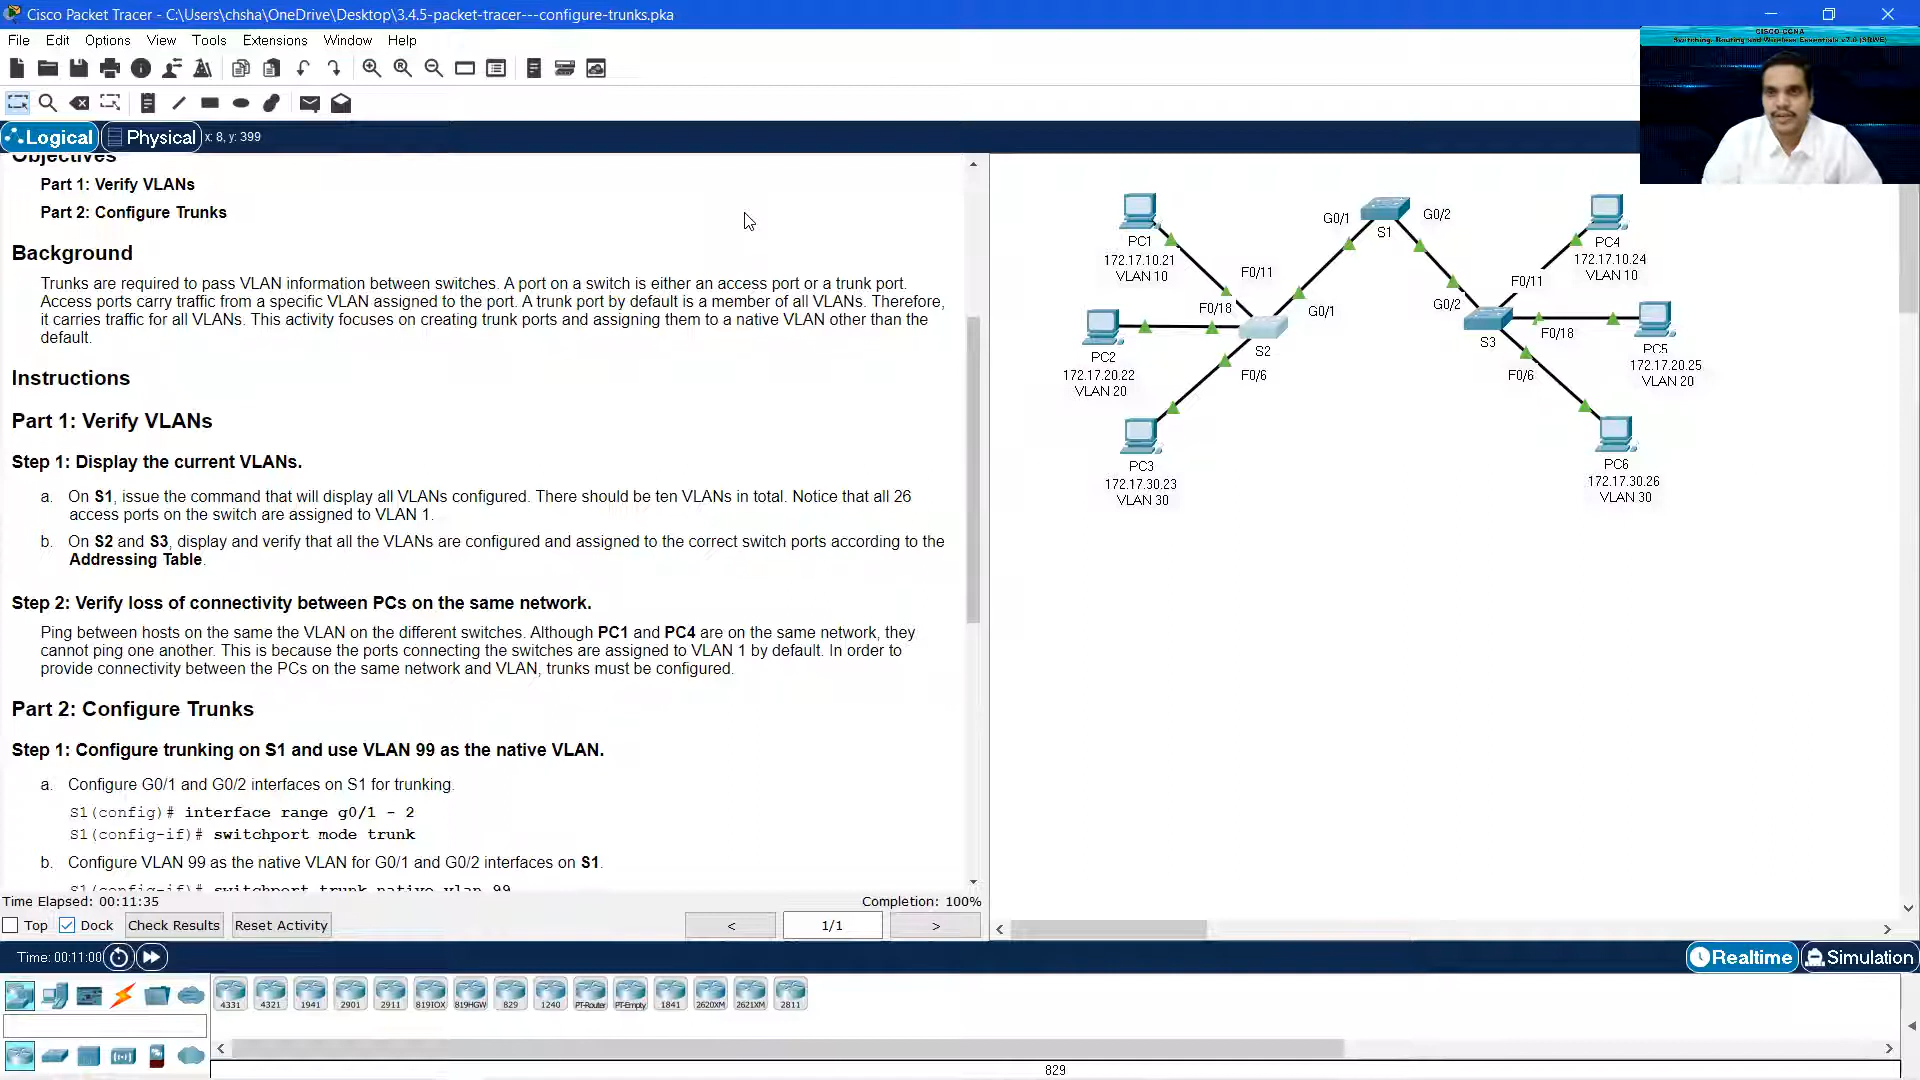 Cisco Packet Tracer - C:\Users\chsha\OneDrive\Desktop\3.4.5-packet-tracer---configure-trunks.pka
File Edit Options View Tools Extensions Window Help
CISCO CCNA
Switching, Routing and Wireless Essentials v7.0 (SRWE)
Logical Physical x: 8, y: 399
Objectives
Part 1: Verify VLANs
Part 2: Configure Trunks
Background
Trunks are required to pass VLAN information between switches. A port on a switch is either an access port or a trunk port.
Access ports carry traffic from a specific VLAN assigned to the port. A trunk port by default is a member of all VLANs. Therefore,
it carries traffic for all VLANs. This activity focuses on creating trunk ports and assigning them to a native VLAN other than the
default.
Instructions
Part 1: Verify VLANs
Step 1: Display the current VLANs.
a. On S1, issue the command that will display all VLANs configured. There should be ten VLANs in total. Notice that all 26
access ports on the switch are assigned to VLAN 1.
b. On S2 and S3, display and verify that all the VLANs are configured and assigned to the correct switch ports according to the
Addressing Table.
Step 2: Verify loss of connectivity between PCs on the same network.
Ping between hosts on the same the VLAN on the different switches. Although PC1 and PC4 are on the same network, they
cannot ping one another. This is because the ports connecting the switches are assigned to VLAN 1 by default. In order to
provide connectivity between the PCs on the same network and VLAN, trunks must be configured.
Part 2: Configure Trunks
Step 1: Configure trunking on S1 and use VLAN 99 as the native VLAN.
a. Configure G0/1 and G0/2 interfaces on S1 for trunking.
S1(config)# interface range g0/1 - 2
S1(config-if)# switchport mode trunk
b. Configure VLAN 99 as the native VLAN for G0/1 and G0/2 interfaces on S1.
S1(config-if)# switchport trunk native vlan 99
PC1
172.17.10.21
VLAN 10
F0/11
G0/1
S1
G0/2
PC4
172.17.10.24
VLAN 10
F0/11
PC2
172.17.20.22
VLAN 20
F0/18
S2
G0/1
G0/2
S3
F0/18
PC5
172.17.20.25
VLAN 20
F0/6
F0/6
PC3
172.17.30.23
VLAN 30
PC6
172.17.30.26
VLAN 30
Time Elapsed: 00:11:35 Completion: 100%
Top Dock Check Results Reset Activity < 1/1 >
Time: 00:11:00 Realtime Simulation
4331 4321 1941 2901 2911 819IOX 819HGW 829 1240 PT-Router PT-Empty 1841 2620XM 2621XM 2811
829